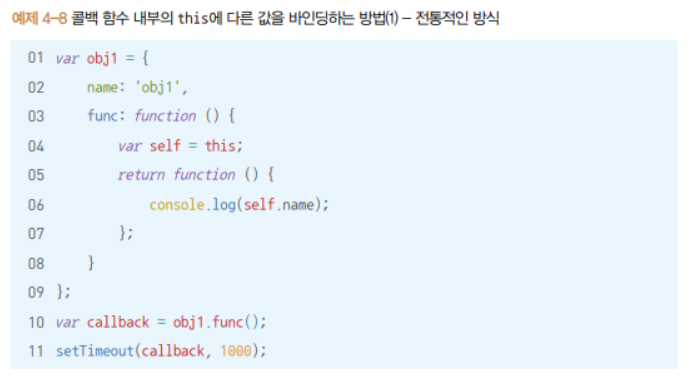 예제 4-8 콜백 함수 내부의 this에 다른 값을 바인딩하는 방법(1) - 전통적인 방식
01 var obj1 = {
02     name: 'obj1',
03     func: function () {
04         var self = this;
05         return function () {
06             console.log(self.name);
07         };
08     }
09 };
10 var callback = obj1.func();
11 setTimeout(callback, 1000);